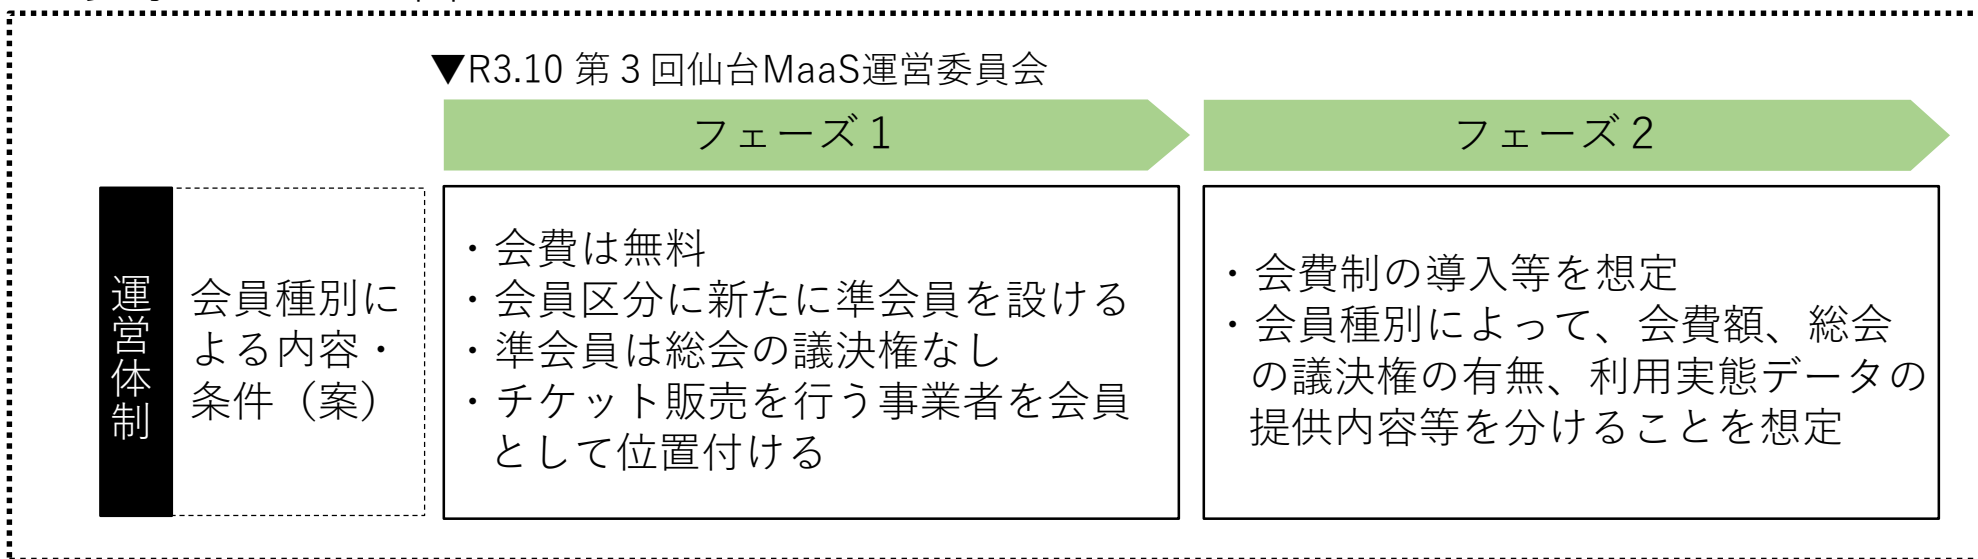 ▼R3.10 第３回仙台MaaS運営委員会
フェーズ１
フェーズ２
運営体制
会員種別に
よる内容・
条件（案）
・会費は無料
・会員区分に新たに準会員を設ける
・準会員は総会の議決権なし
・チケット販売を行う事業者を会員
として位置付ける
・会費制の導入等を想定
・会員種別によって、会費額、総会
の議決権の有無、利用実態データの
提供内容等を分けることを想定